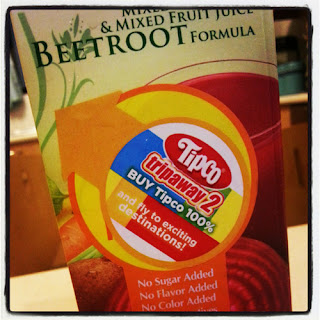 & MIXED FRUIT JUICE
BEETROOT FORMULA
Tipco
tripaway 2
BUY Tipco 100%
and fly to exciting
destinations!
No Sugar Added
No Flavor Added
No Color Added